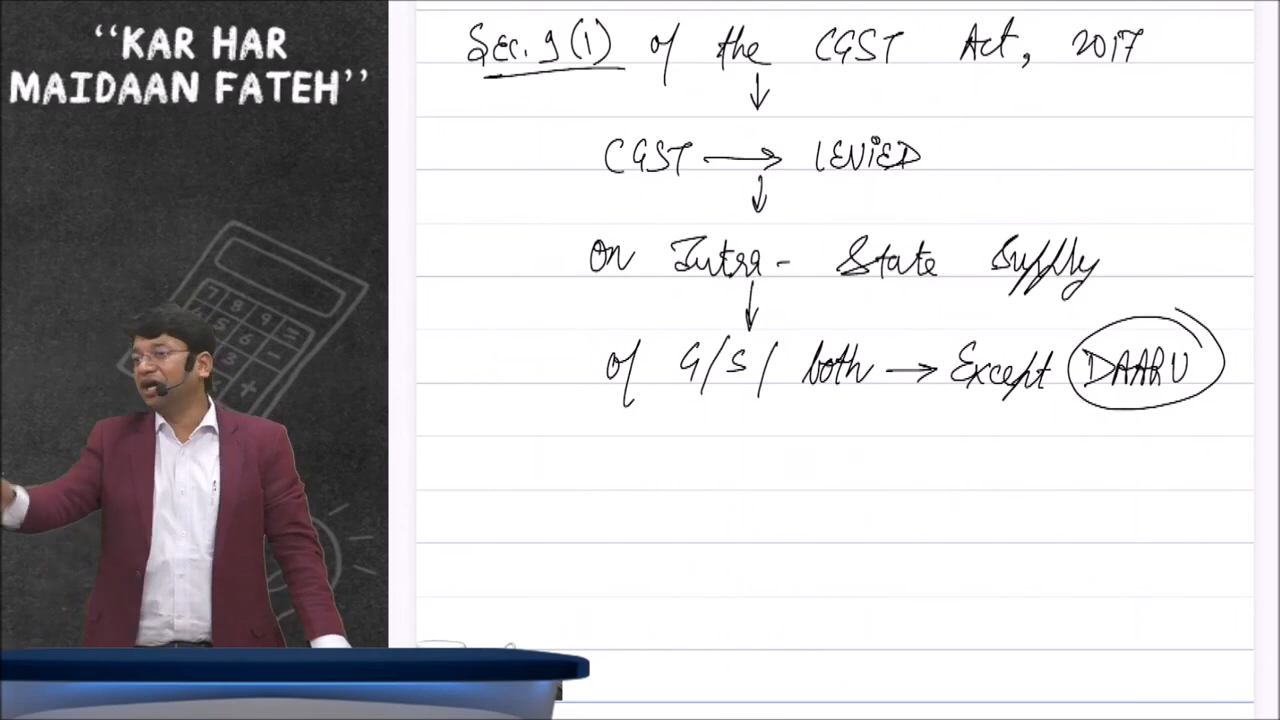 “KAR HAR
MAIDAAN FATEH”
Sec. 9(1) of the CGST Act, 2017
↓
CGST → LEVIED
↓
On Intra-State Supply
↓
of G/S/ both → Except DAARU